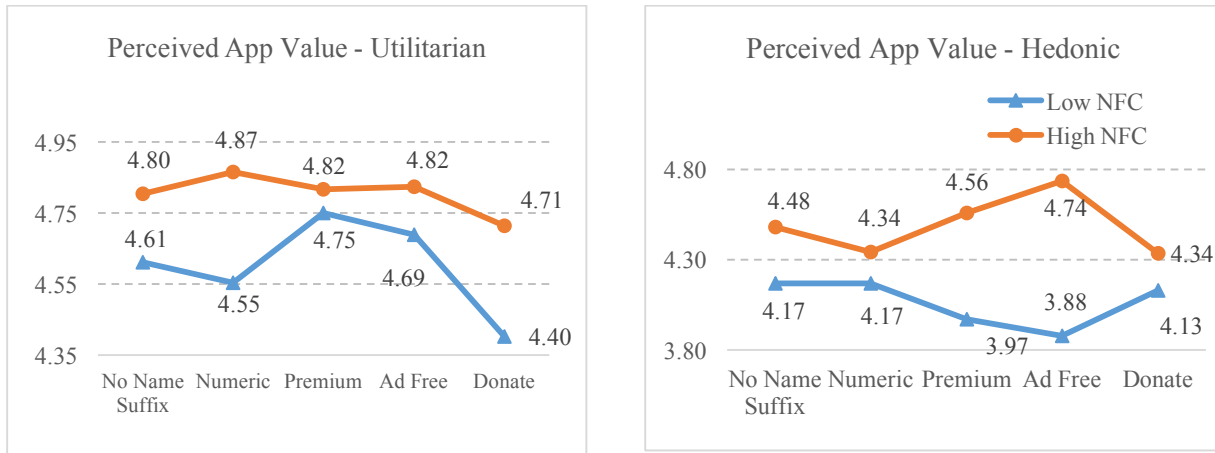 Perceived App Value - Utilitarian
4.95
4.75
4.55
4.35
4.80
4.87
4.82
4.82
4.71
4.61
4.55
4.75
4.69
4.40
No Name Suffix
Numeric
Premium
Ad Free
Donate
Perceived App Value - Hedonic
Low NFC
High NFC
4.80
4.30
3.80
4.48
4.34
4.56
4.74
4.34
4.17
4.17
3.97
3.88
4.13
No Name Suffix
Numeric
Premium
Ad Free
Donate